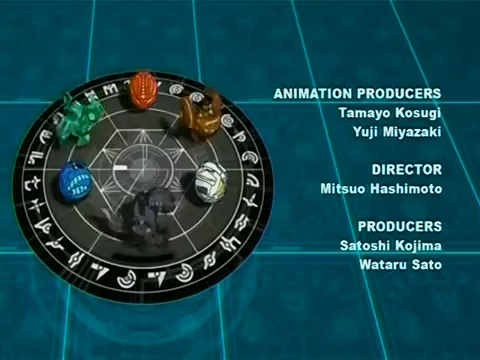 ANIMATION PRODUCERS
Tamayo Kosugi
Yuji Miyazaki
DIRECTOR
Mitsuo Hashimoto
PRODUCERS
Satoshi Kojima
Wataru Sato